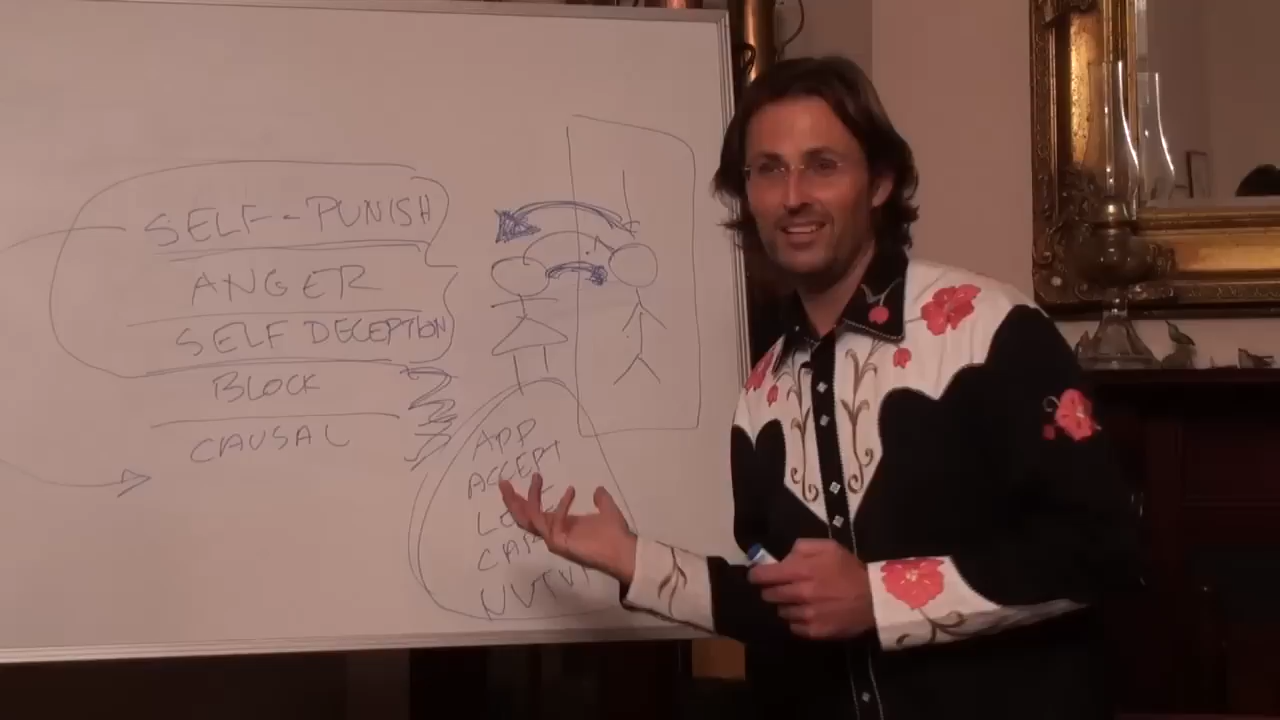 SELF-PUNISH
ANGER
SELF DECEPTION
BLOCK
CAUSAL
APP
ACCEPT